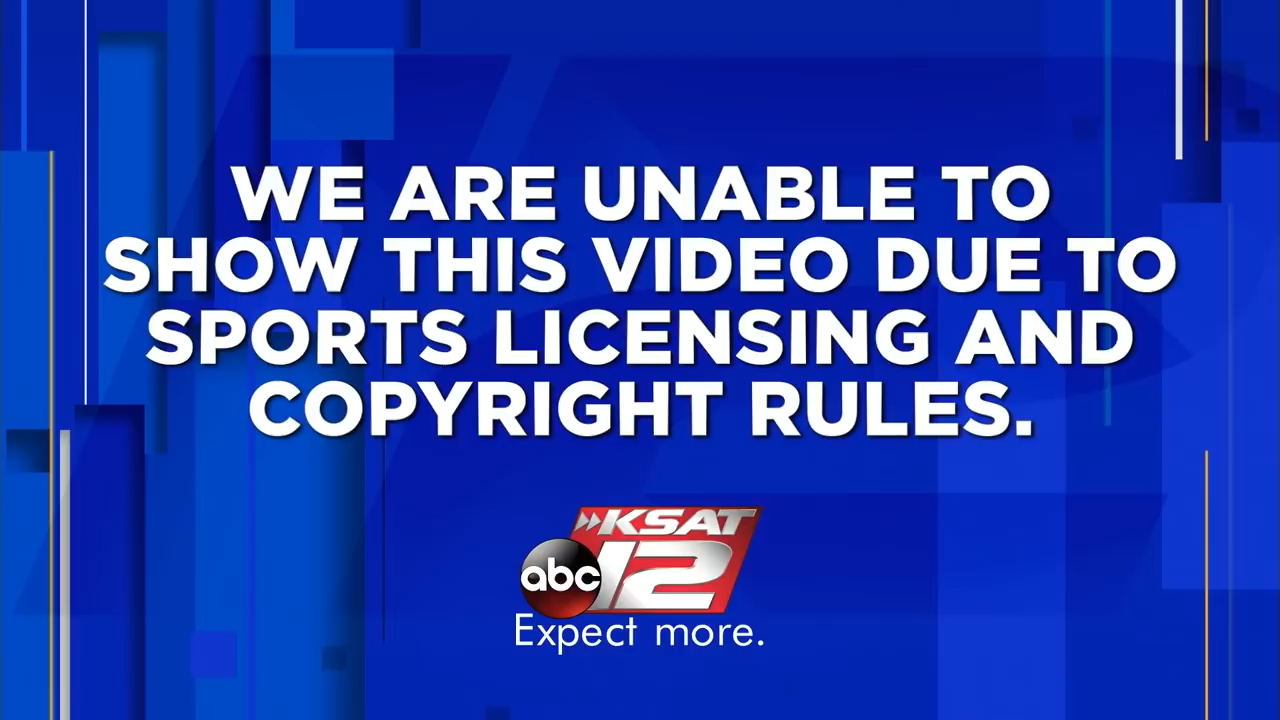 WE ARE UNABLE TO
SHOW THIS VIDEO DUE TO
SPORTS LICENSING AND
COPYRIGHT RULES.
KSAT
abc 12
Expect more.